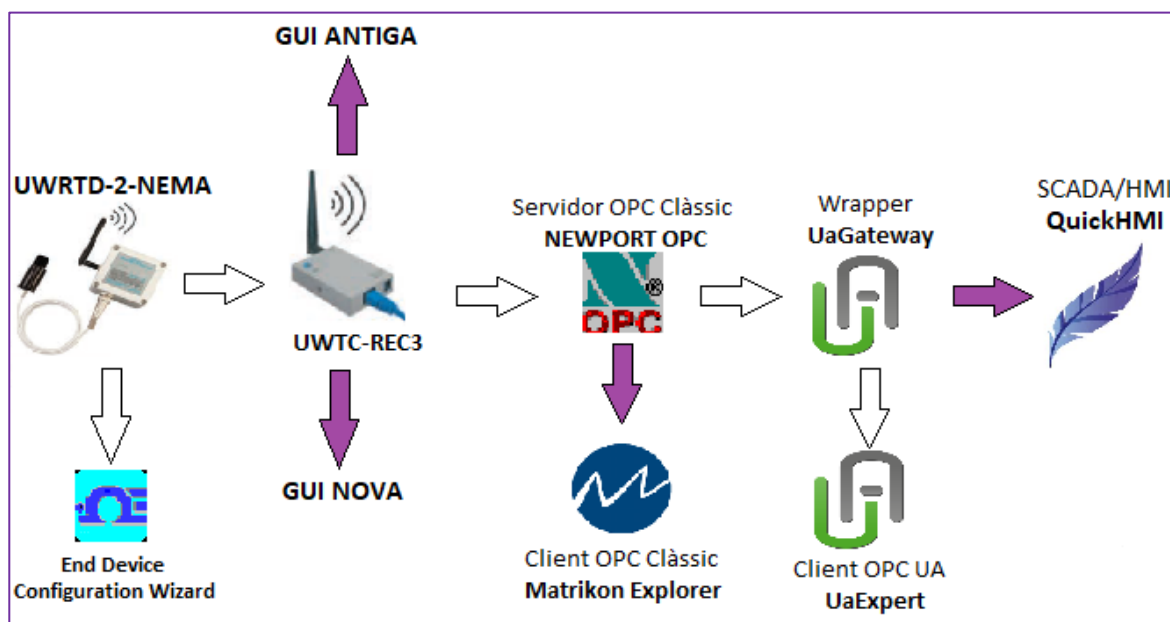 GUI ANTIGA
UWRTD-2-NEMA
UWTC-REC3
GUI NOVA
End Device
Configuration Wizard
Servidor OPC Clàssic
NEWPORT OPC
®
OPC
Client OPC Clàssic
Matrikon Explorer
Wrapper
UaGateway
Client OPC UA
UaExpert
SCADA/HMI
QuickHMI